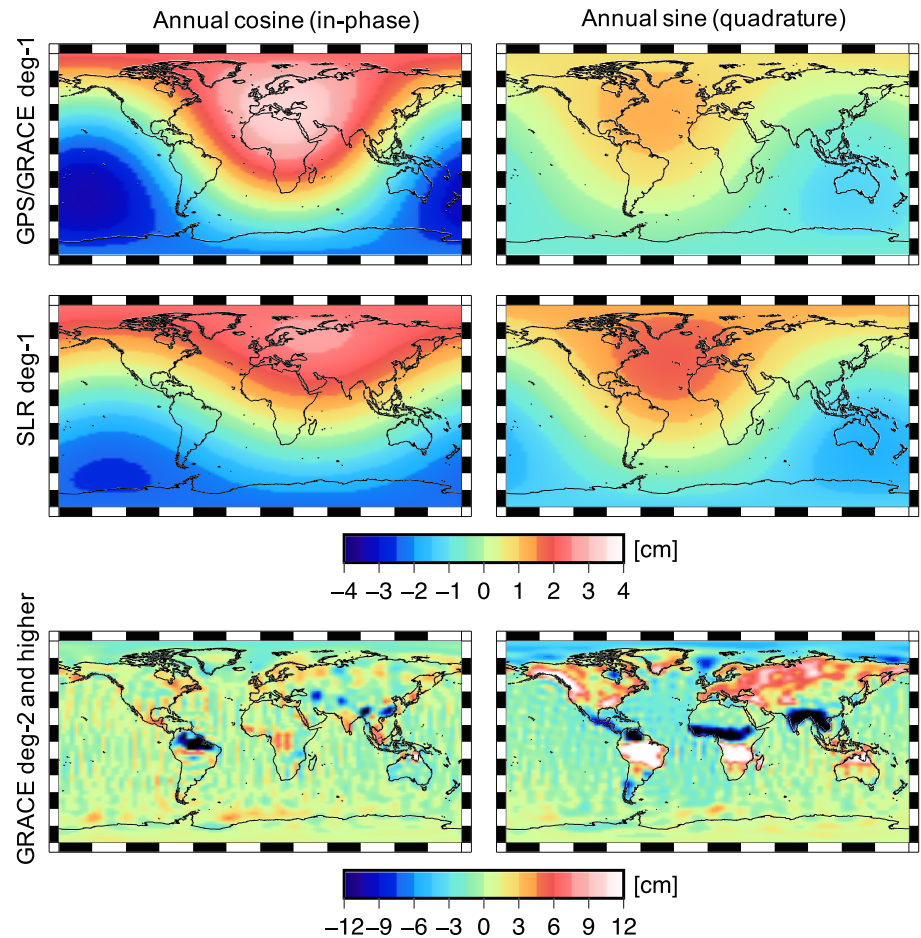 Annual cosine (in-phase)
Annual sine (quadrature)
GPS/GRACE deg-1
SLR deg-1
[cm]
−4 −3 −2 −1 0 1 2 3 4
GRACE deg-2 and higher
[cm]
−12 −9 −6 −3 0 3 6 9 12